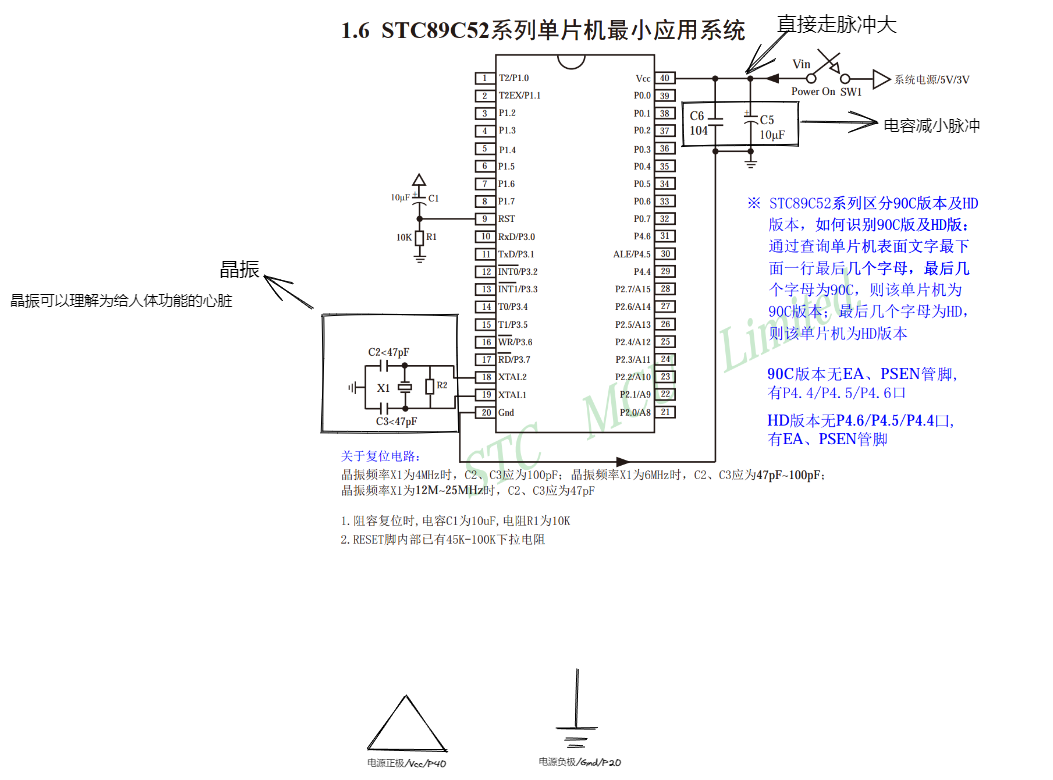 1.6 STC89C52系列单片机最小应用系统
直接走脉冲大
1 T2/P1.0
2 T2EX/P1.1
3 P1.2
4 P1.3
5 P1.4
6 P1.5
7 P1.6
8 P1.7
9 RST
10 RxD/P3.0
11 TxD/P3.1
12 INT0/P3.2
13 INT1/P3.3
14 T0/P3.4
15 T1/P3.5
16 WR/P3.6
17 RD/P3.7
18 XTAL2
19 XTAL1
20 Gnd
Vcc 40
P0.0 39
P0.1 38
P0.2 37
P0.3 36
P0.4 35
P0.5 34
P0.6 33
P0.7 32
P4.6 31
ALE/P4.5 30
P4.4 29
P2.7/A15 28
P2.6/A14 27
P2.5/A13 26
P2.4/A12 25
P2.3/A11 24
P2.2/A10 23
P2.1/A9 22
P2.0/A8 21
Vin
Power On SW1
系统电源/5V/3V
C6
104
+
C5
10μF
电容减小脉冲
10μF + C1
10K R1
晶振
晶振可以理解为给人体功能的心脏
C2<47pF
X1
R2
C3<47pF
※ STC89C52系列区分90C版本及HD
版本, 如何识别90C版及HD版:
通过查询单片机表面文字最下
面一行最后几个字母, 最后几
个字母为90C, 则该单片机为
90C版本; 最后几个字母为HD,
则该单片机为HD版本
90C版本无EA、PSEN管脚,
有P4.4/P4.5/P4.6口
HD版本无P4.6/P4.5/P4.4口,
有EA、PSEN管脚
STC MCU Limited.
关于复位电路:
晶振频率X1为4MHz时, C2、C3应为100pF; 晶振频率X1为6MHz时, C2、C3应为47pF~100pF;
晶振频率X1为12M~25MHz时, C2、C3应为47pF
1.阻容复位时,电容C1为10uF,电阻R1为10K
2.RESET脚内部已有45K-100K下拉电阻
电源正极/Vcc/P40
电源负极/Gnd/P20